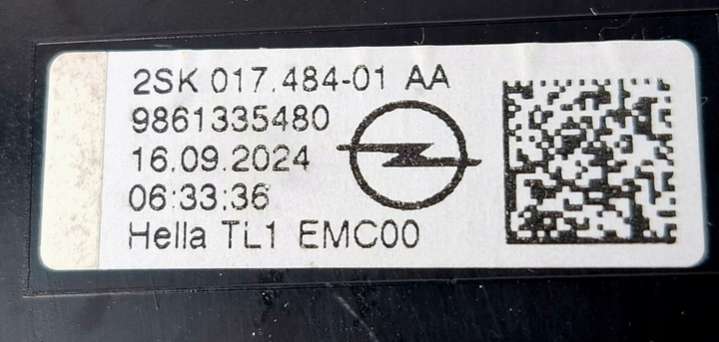 2SK 017.484-01 AA
9861335480
16.09.2024
06:33:36
Hella TL1 EMC00